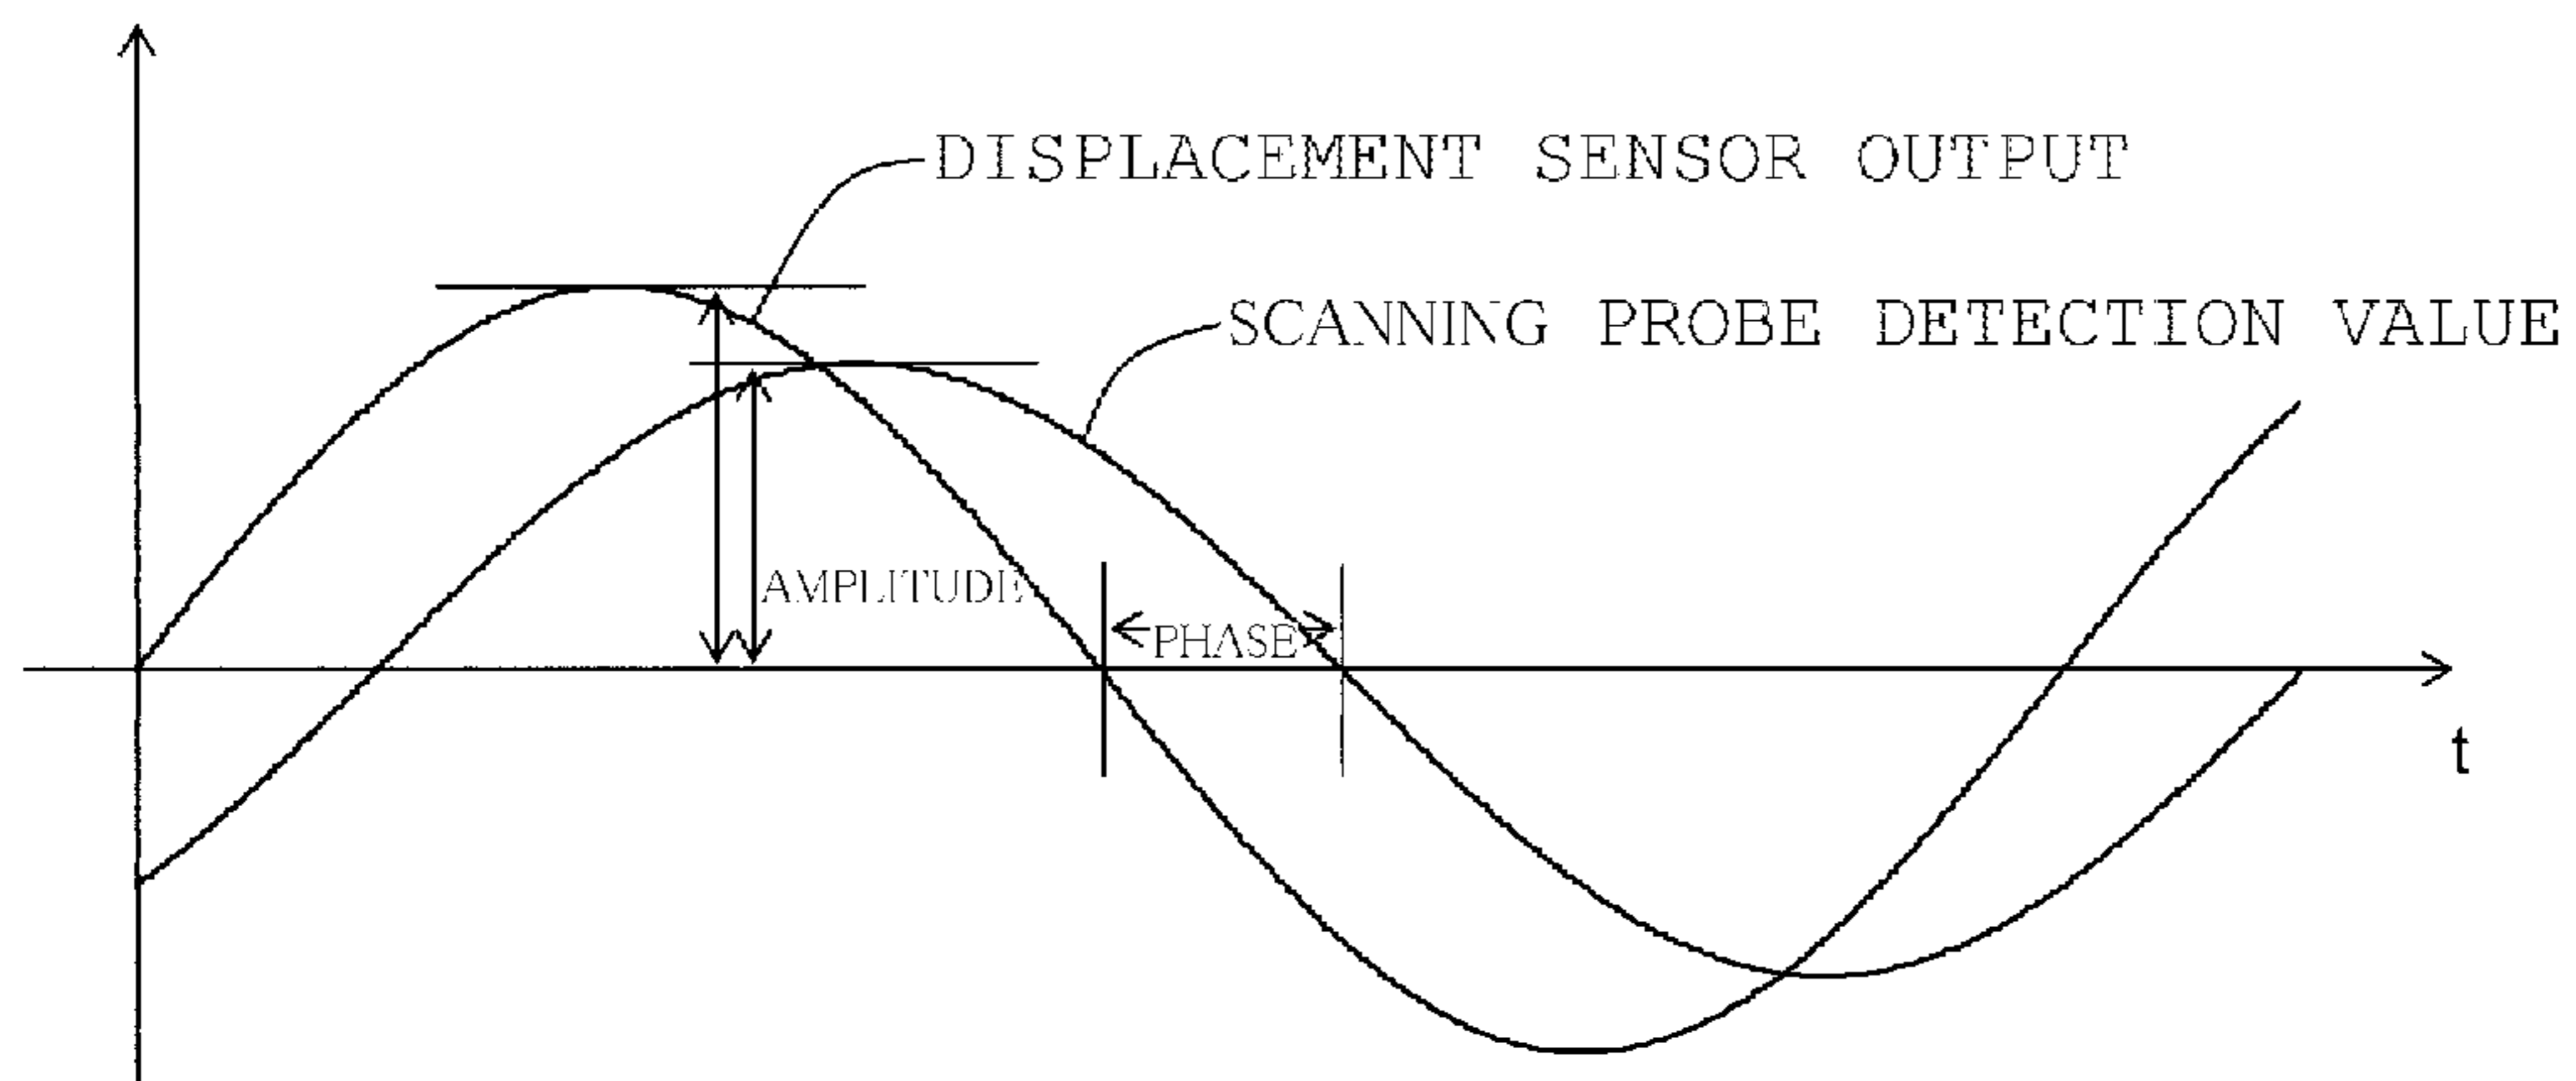 DISPLACEMENT SENSOR OUTPUT
SCANNING PROBE DETECTION VALUE
AMPLITUDE
PHASE
t